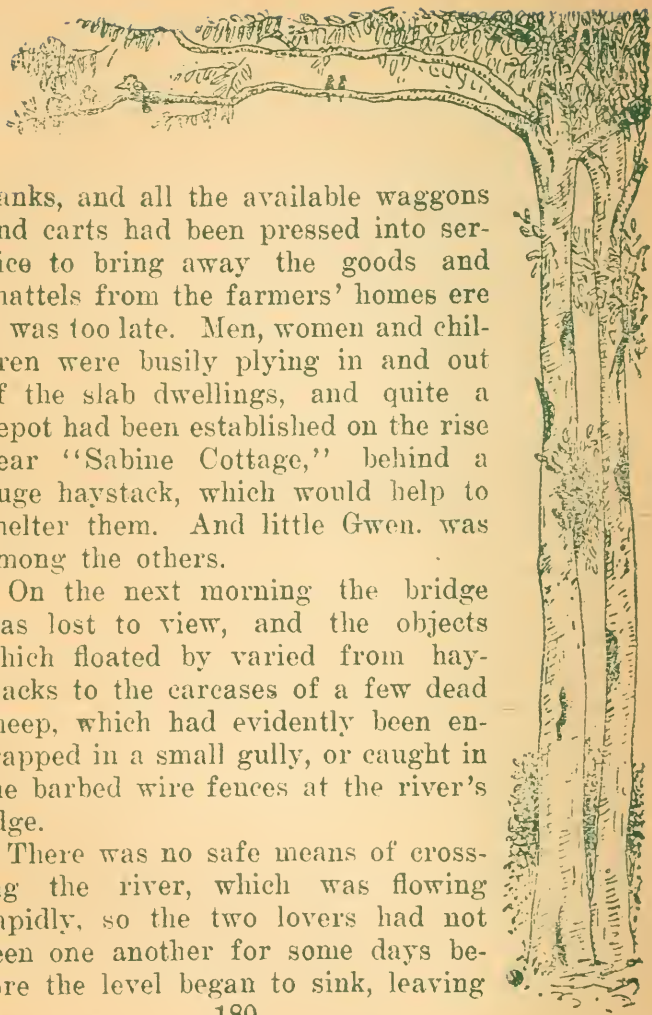 anks, and all the available waggons
nd carts had been pressed into ser-
ice to bring away the goods and
hattels from the farmers' homes ere
was too late. Men, women and chil-
ren were busily plying in and out
f the slab dwellings, and quite a
epot had been established on the rise
ear "Sabine Cottage," behind a
uge haystack, which would help to
helter them. And little Gwen. was
mong the others.
On the next morning the bridge
as lost to view, and the objects
hich floated by varied from hay-
acks to the carcases of a few dead
heep, which had evidently been en-
rapped in a small gully, or caught in
he barbed wire fences at the river's
dge.
There was no safe means of cross-
ng the river, which was flowing
apidly, so the two lovers had not
een one another for some days be-
ore the level began to sink, leaving
180